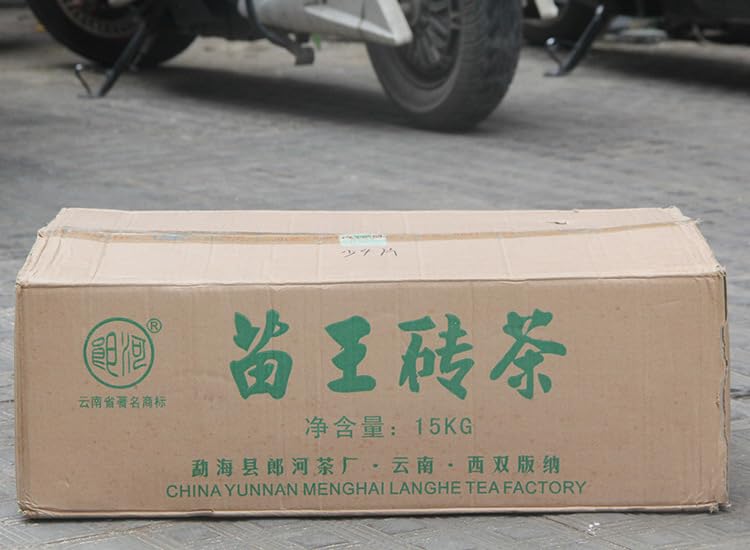 郎河
®
云南省著名商标
苗王砖茶
净含量：15KG
勐海县郎河茶厂·云南·西双版纳
CHINA YUNNAN MENGHAI LANGHE TEA FACTORY